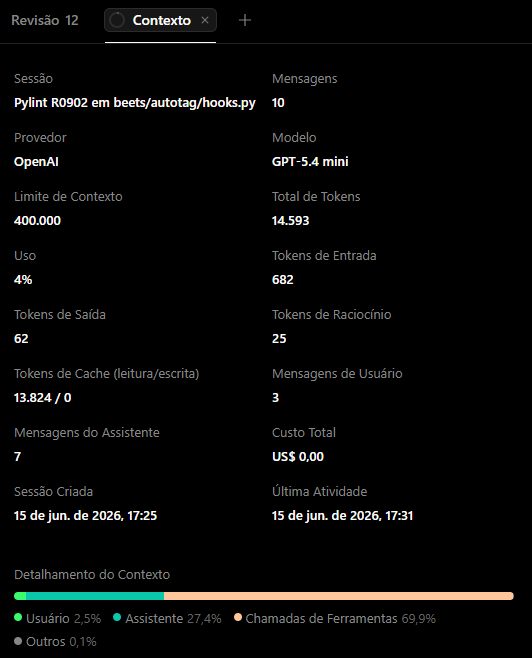 Revisão 12
Contexto
Sessão
Mensagens
Pylint R0902 em beets/autotag/hooks.py
10
Provedor
Modelo
OpenAI
GPT-5.4 mini
Limite de Contexto
Total de Tokens
400.000
14.593
Uso
Tokens de Entrada
4%
682
Tokens de Saída
Tokens de Raciocínio
62
25
Tokens de Cache (leitura/escrita)
Mensagens de Usuário
13.824 / 0
3
Mensagens do Assistente
Custo Total
7
US$ 0,00
Sessão Criada
Última Atividade
15 de jun. de 2026, 17:25
15 de jun. de 2026, 17:31
Detalhamento do Contexto
Usuário 2,5% Assistente 27,4% Chamadas de Ferramentas 69,9%
Outros 0,1%